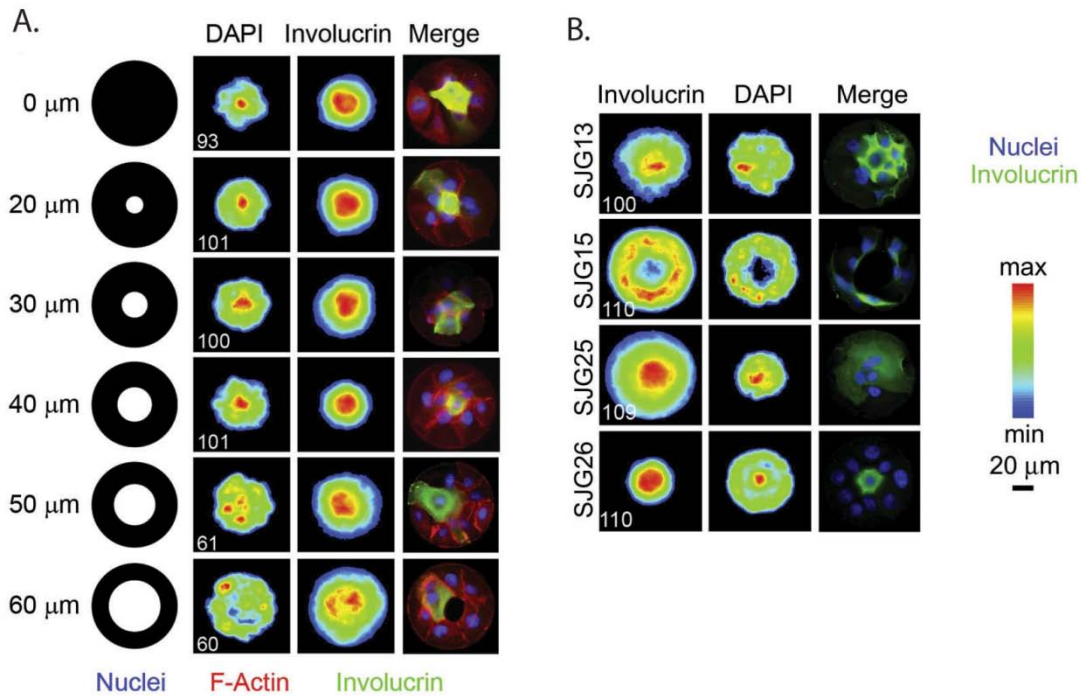 A.
DAPI Involucrin Merge
0 μm
93
20 μm
101
30 μm
100
40 μm
101
50 μm
61
60 μm
60
Nuclei F-Actin Involucrin
B.
Involucrin DAPI Merge
SJG13
100
SJG15
110
SJG25
109
SJG26
110
Nuclei
Involucrin
max
min
20 μm